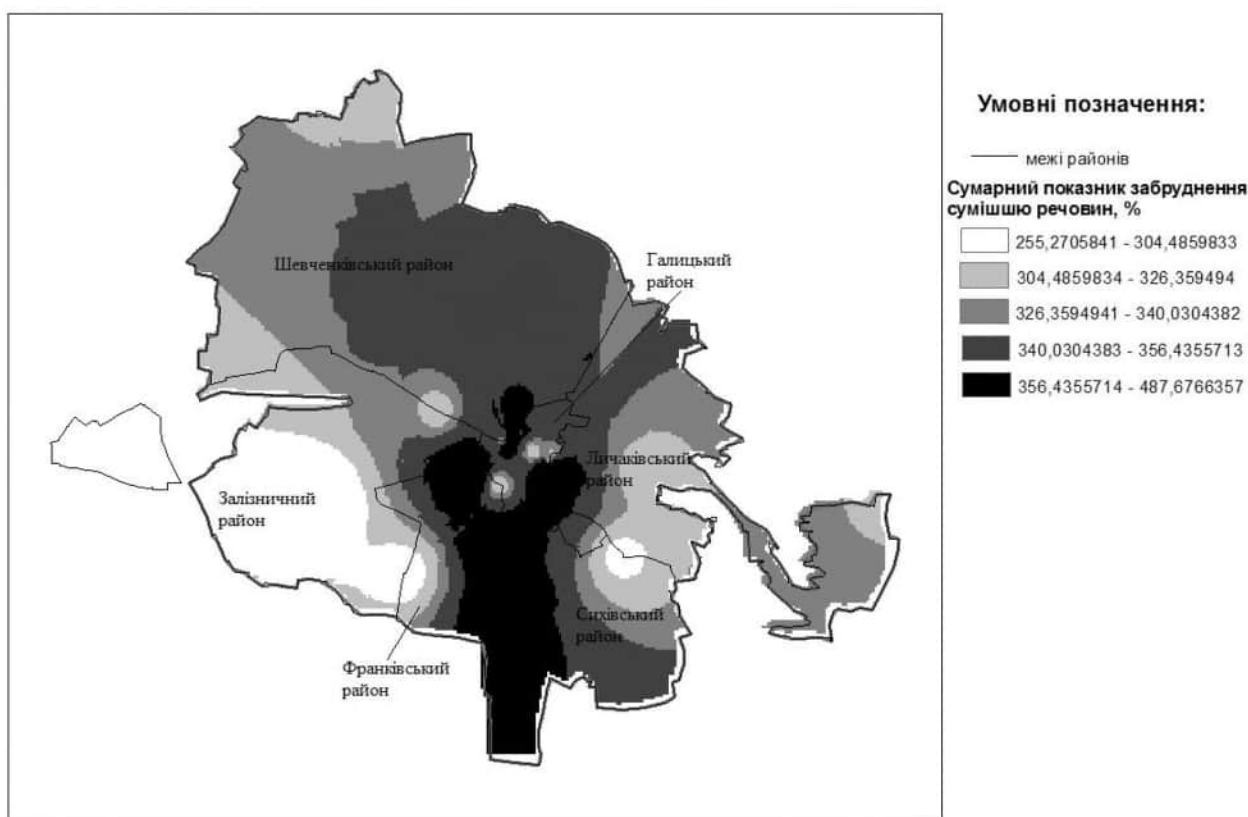 Умовні позначення:
межі районів
Сумарний показник забруднення
сумішшю речовин, %
255,2705841 - 304,4859833
304,4859834 - 326,359494
326,3594941 - 340,0304382
340,0304383 - 356,4355713
356,4355714 - 487,6766357
Шевченківський район
Галицький
район
Личаківський
район
Залізничний
район
Сихівський
район
Франківський
район